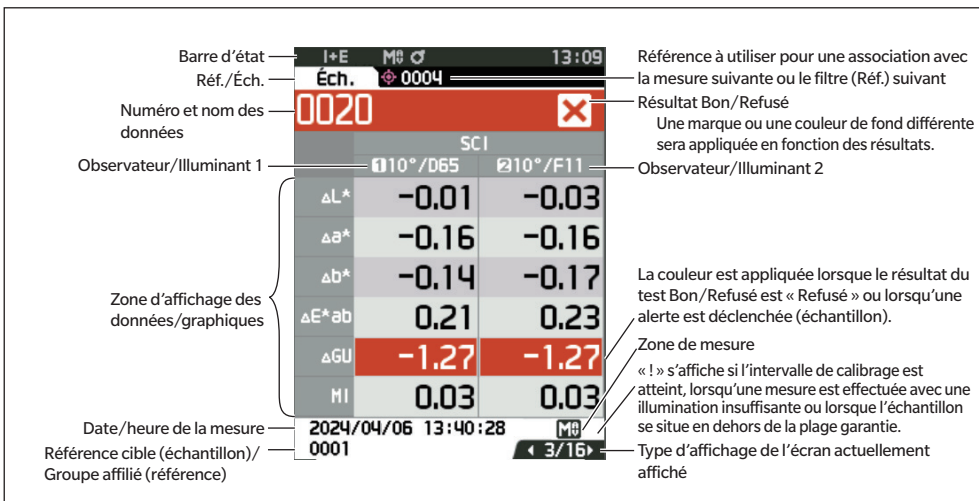 Barre d'état
Réf./Éch.
Numéro et nom des
données
Observateur/Illuminant 1
Zone d'affichage des
données/graphiques
Date/heure de la mesure
Référence cible (échantillon)/
Groupe affilié (référence)
I+E 13:09
Éch. 0004
0020
SCI
1 10°/D65 2 10°/F11
ΔL* -0.01 -0.03
Δa* -0.16 -0.16
Δb* -0.14 -0.17
ΔE*ab 0.21 0.23
ΔGU -1.27 -1.27
MI 0.03 0.03
2024/04/06 13:40:28
0001 3/16
Référence à utiliser pour une association avec
la mesure suivante ou le filtre (Réf.) suivant
Résultat Bon/Refusé
Une marque ou une couleur de fond différente
sera appliquée en fonction des résultats.
Observateur/Illuminant 2
La couleur est appliquée lorsque le résultat du
test Bon/Refusé est « Refusé » ou lorsqu'une
alerte est déclenchée (échantillon).
Zone de mesure
« ! » s'affiche si l'intervalle de calibrage est
atteint, lorsqu'une mesure est effectuée avec une
illumination insuffisante ou lorsque l'échantillon
se situe en dehors de la plage garantie.
Type d'affichage de l'écran actuellement
affiché